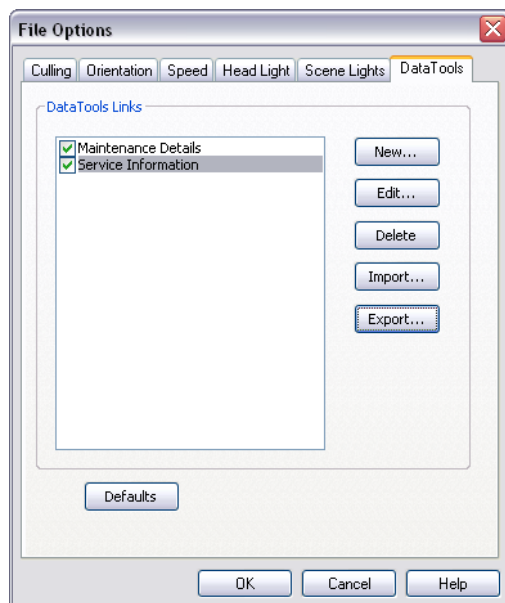 File Options
Culling Orientation Speed Head Light Scene Lights DataTools
DataTools Links
Maintenance Details
Service Information
New...
Edit...
Delete
Import...
Export...
Defaults
OK Cancel Help